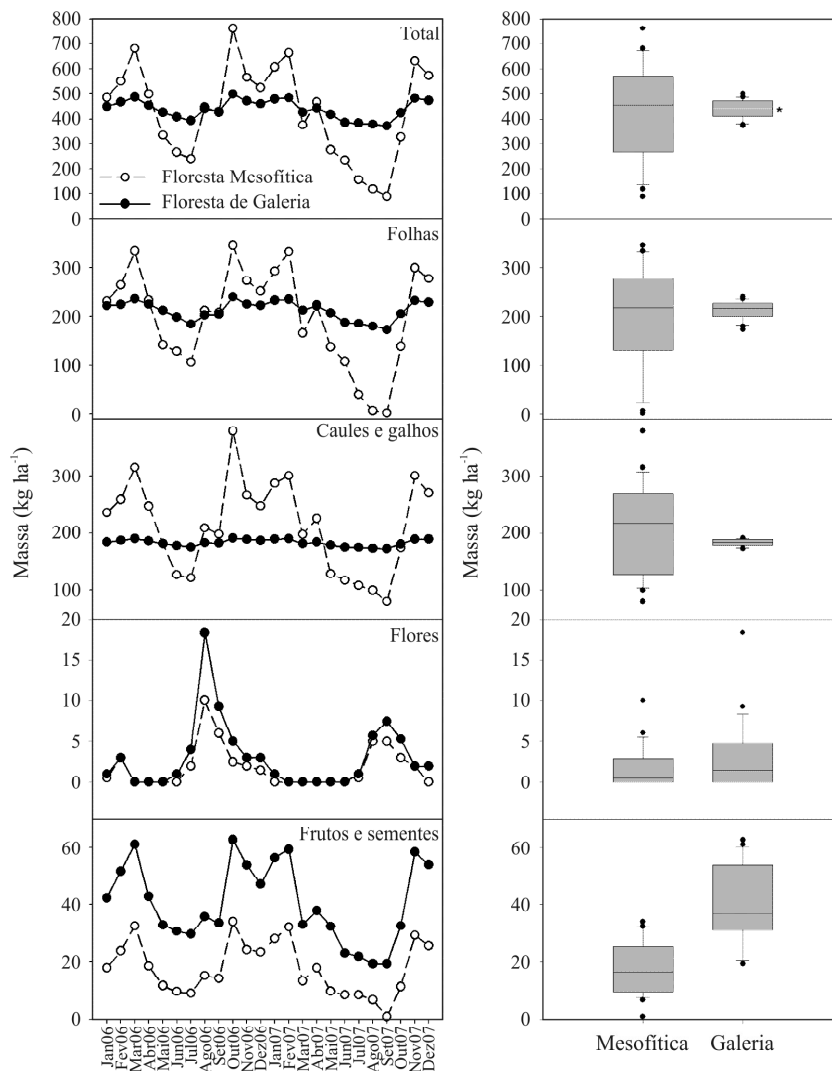 800
700
600
500
400
300
200
100
0
Total
Floresta Mesofítica
Floresta de Galeria
300
200
100
0
Folhas
300
200
100
20
Caules e galhos
15
10
5
0
Flores
60
40
20
0
Frutos e sementes
Massa (kg ha⁻¹)
Jan06
Fev06
Mar06
Abr06
Mai06
Jun06
Jul06
Ago06
Set06
Out06
Nov06
Dez06
Jan07
Fev07
Mar07
Abr07
Mai07
Jun07
Jul07
Ago07
Set07
Out07
Nov07
Dez07
800
700
600
500
400
300
200
100
0
*
300
200
100
0
300
200
100
20
15
10
5
0
60
40
20
0
Massa (kg ha⁻¹)
Mesofítica Galeria